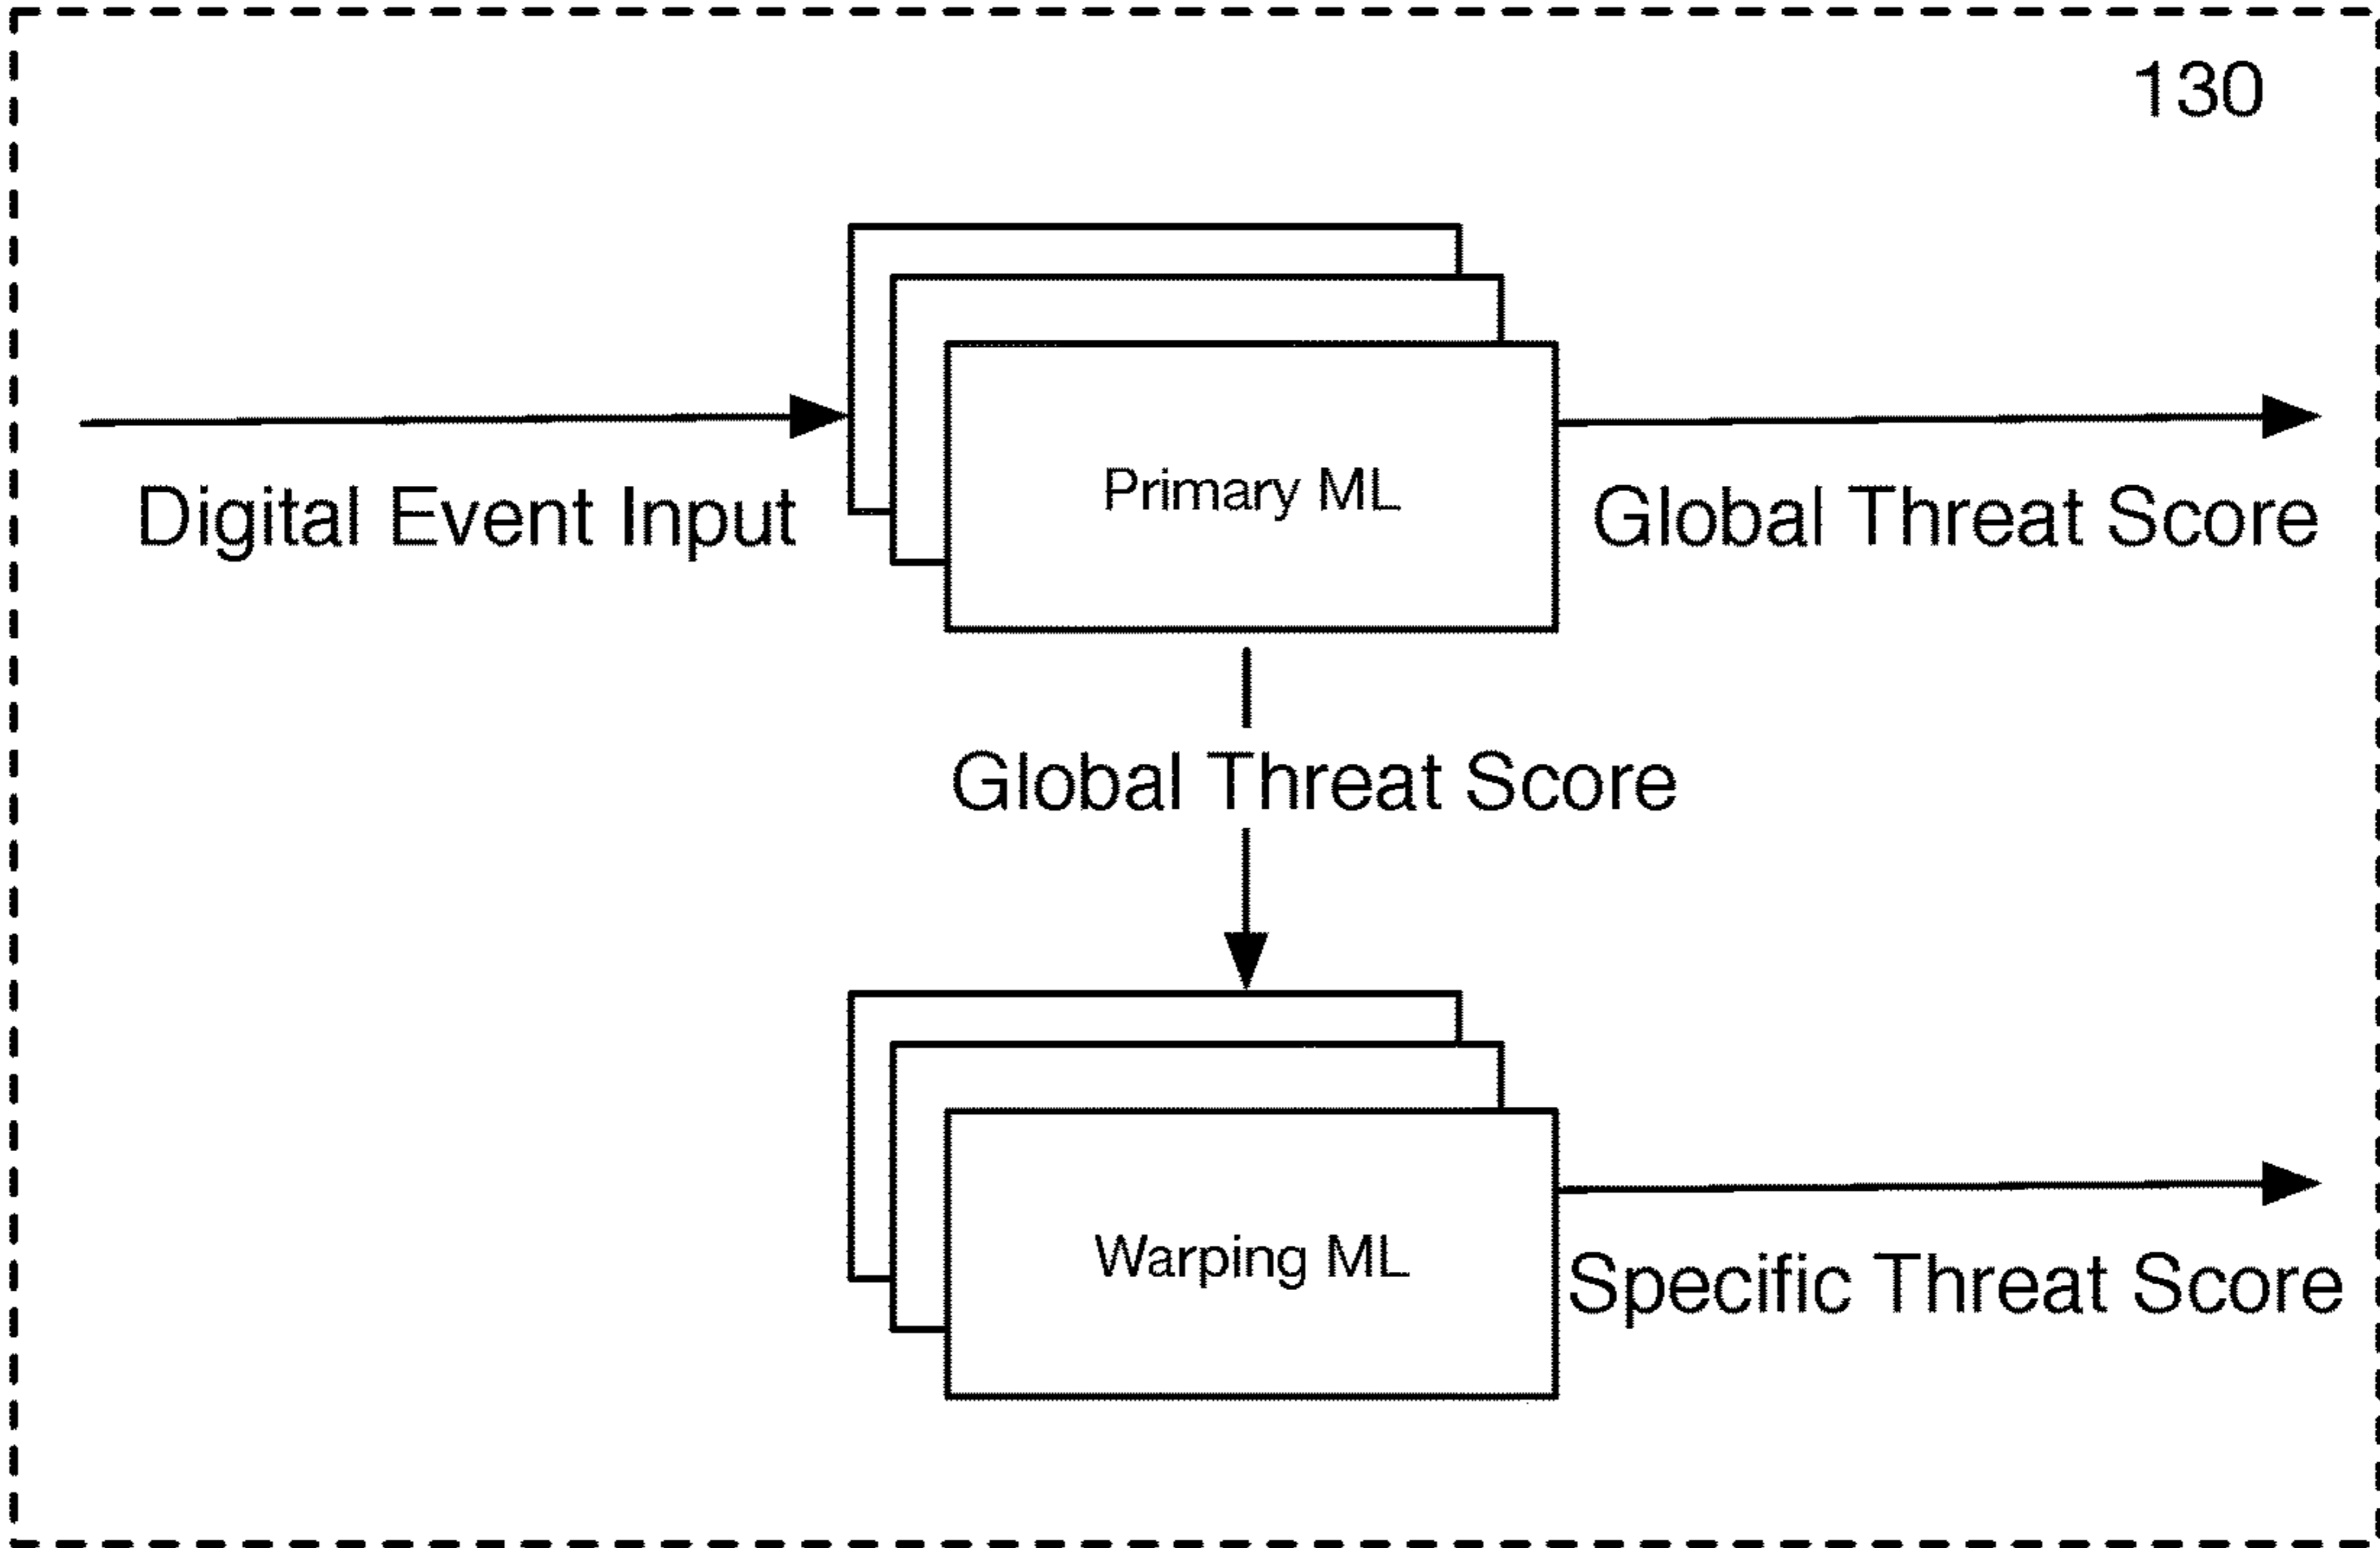 130
Primary ML
Digital Event Input
Global Threat Score
Global Threat Score
Warping ML
Specific Threat Score